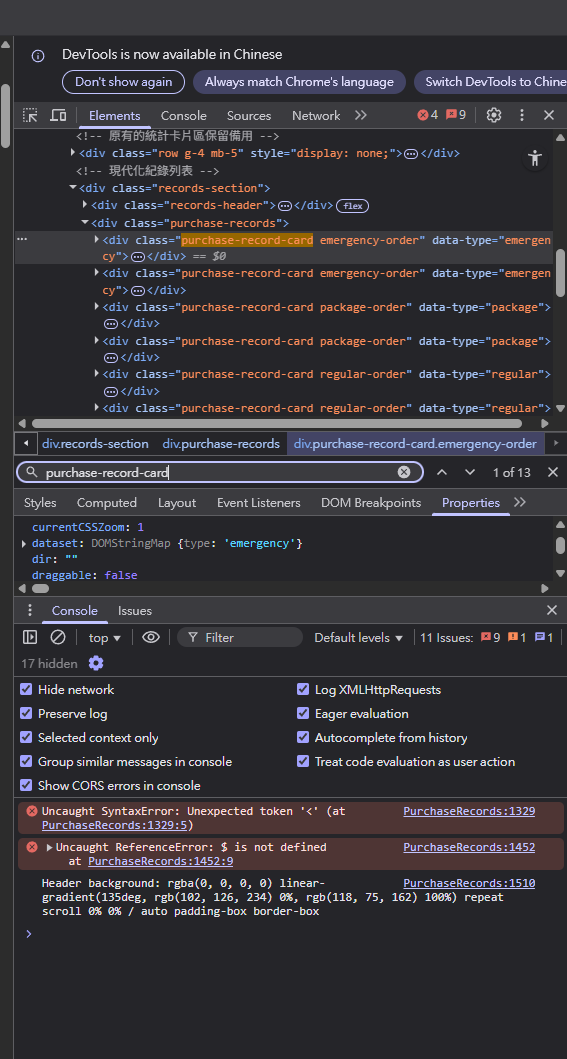 DevTools is now available in Chinese
Don't show again Always match Chrome's language Switch DevTools to Chine
Elements Console Sources Network 4 9
<!-- 原有的統計卡片區保留備用 -->
<div class="row g-4 mb-5" style="display: none;"></div>
<!-- 現代化紀錄列表 -->
<div class="records-section">
<div class="records-header"></div> flex
<div class="purchase-records">
<div class="purchase-record-card emergency-order" data-type="emergen
cy"></div> == $0
<div class="purchase-record-card emergency-order" data-type="emergen
cy"></div>
<div class="purchase-record-card package-order" data-type="package">
</div>
<div class="purchase-record-card package-order" data-type="package">
</div>
<div class="purchase-record-card regular-order" data-type="regular">
</div>
<div class="purchase-record-card regular-order" data-type="regular">
div.records-section div.purchase-records div.purchase-record-card.emergency-order
purchase-record-card 1 of 13
Styles Computed Layout Event Listeners DOM Breakpoints Properties
currentCSSZoom: 1
dataset: DOMStringMap {type: 'emergency'}
dir: ""
draggable: false
Console Issues
top Filter Default levels 11 Issues: 9 1 1
17 hidden
Hide network Log XMLHttpRequests
Preserve log Eager evaluation
Selected context only Autocomplete from history
Group similar messages in console Treat code evaluation as user action
Show CORS errors in console
Uncaught SyntaxError: Unexpected token '<' (at PurchaseRecords:1329
PurchaseRecords:1329:5)
Uncaught ReferenceError: $ is not defined PurchaseRecords:1452
at PurchaseRecords:1452:9
Header background: rgba(0, 0, 0, 0) linear- PurchaseRecords:1510
gradient(135deg, rgb(102, 126, 234) 0%, rgb(118, 75, 162) 100%) repeat
scroll 0% 0% / auto padding-box border-box